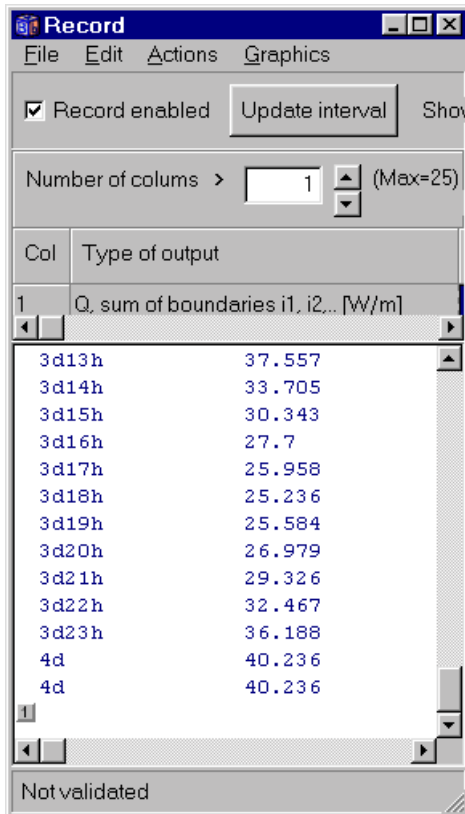 Record
File Edit Actions Graphics
Record enabled Update interval Shov
Number of colums > 1 (Max=25)
Col Type of output
1 Q, sum of boundaries i1, i2,.. [W/m]
3d13h 37.557
3d14h 33.705
3d15h 30.343
3d16h 27.7
3d17h 25.958
3d18h 25.236
3d19h 25.584
3d20h 26.979
3d21h 29.326
3d22h 32.467
3d23h 36.188
4d 40.236
4d 40.236
1
Not validated